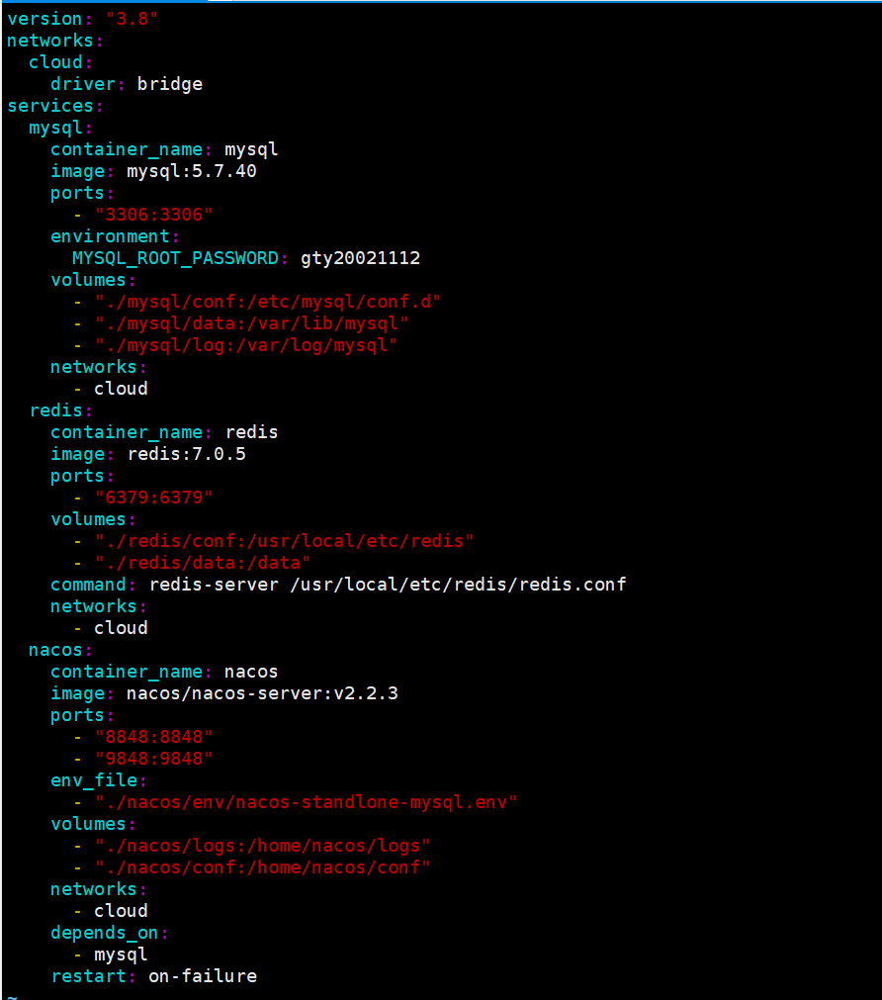 version: "3.8"
networks:
  cloud:
    driver: bridge
services:
  mysql:
    container_name: mysql
    image: mysql:5.7.40
    ports:
      - "3306:3306"
    environment:
      MYSQL_ROOT_PASSWORD: gty20021112
    volumes:
      - "./mysql/conf:/etc/mysql/conf.d"
      - "./mysql/data:/var/lib/mysql"
      - "./mysql/log:/var/log/mysql"
    networks:
      - cloud
  redis:
    container_name: redis
    image: redis:7.0.5
    ports:
      - "6379:6379"
    volumes:
      - "./redis/conf:/usr/local/etc/redis"
      - "./redis/data:/data"
    command: redis-server /usr/local/etc/redis/redis.conf
    networks:
      - cloud
  nacos:
    container_name: nacos
    image: nacos/nacos-server:v2.2.3
    ports:
      - "8848:8848"
      - "9848:9848"
    env_file:
      - "./nacos/env/nacos-standlone-mysql.env"
    volumes:
      - "./nacos/logs:/home/nacos/logs"
      - "./nacos/conf:/home/nacos/conf"
    networks:
      - cloud
    depends_on:
      - mysql
    restart: on-failure
~